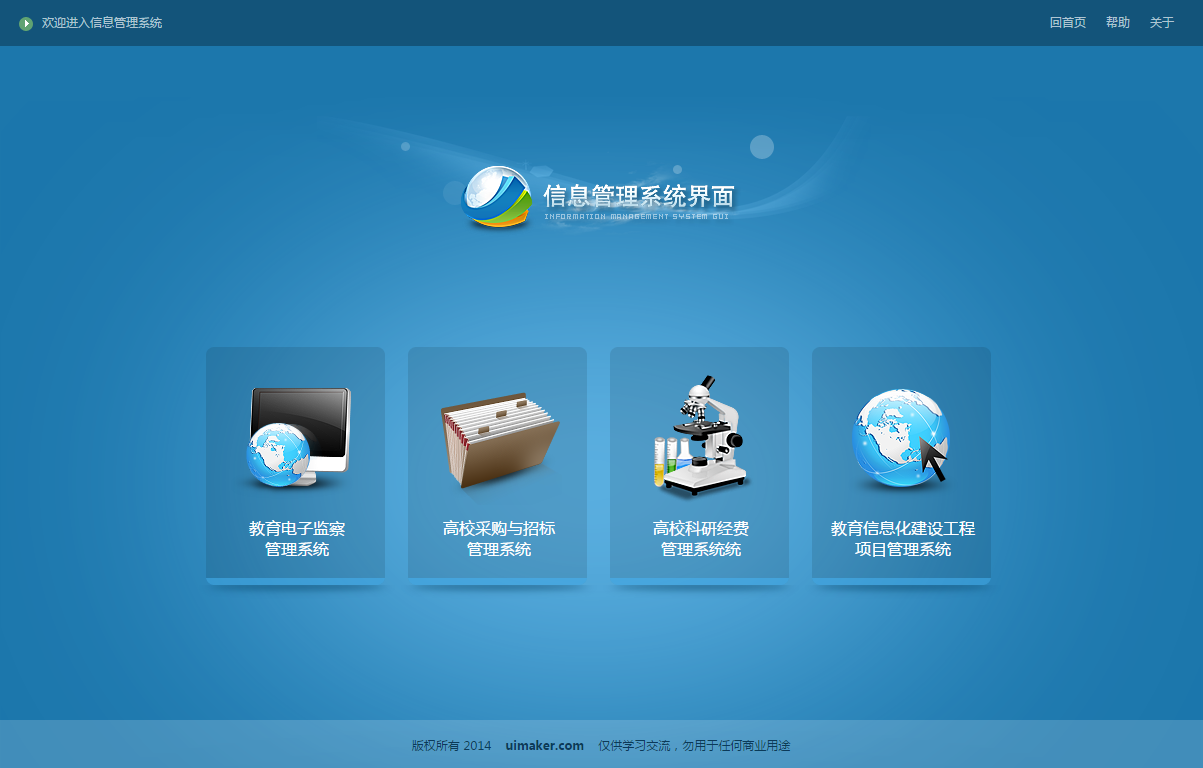 欢迎进入信息管理系统
回首页 帮助 关于
信息管理系统界面
INFORMATION MANAGEMENT SYSTEM GUI
教育电子监察
管理系统
高校采购与招标
管理系统
高校科研经费
管理系统统
教育信息化建设工程
项目管理系统
版权所有 2014 uimaker.com 仅供学习交流，勿用于任何商业用途